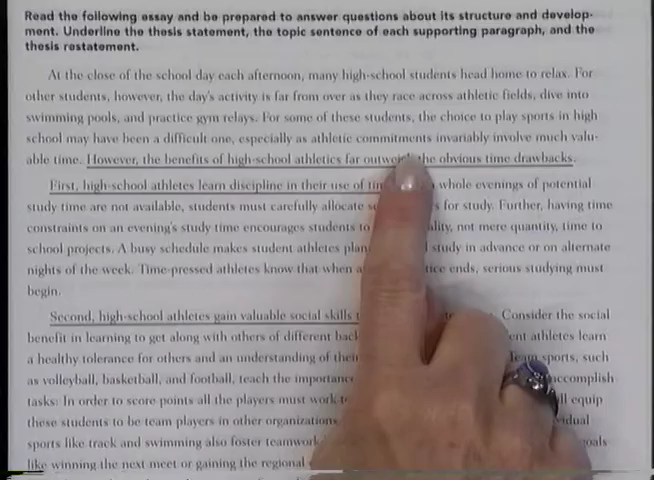 Read the following essay and be prepared to answer questions about its structure and develop-
ment. Underline the thesis statement, the topic sentence of each supporting paragraph, and the
thesis restatement.
At the close of the school day each afternoon, many high-school students head home to relax. For
other students, however, the day's activity is far from over as they race across athletic fields, dive into
swimming pools, and practice gym relays. For some of these students, the choice to play sports in high
school may have been a difficult one, especially as athletic commitments invariably involve much valu-
able time. However, the benefits of high-school athletics far outweigh the obvious time drawbacks.
First, high-school athletes learn discipline in their use of whole evenings of potential
study time are not available, students must carefully allocate for study. Further, having time
constraints on an evening's study time encourages students to not mere quantity, time to
school projects. A busy schedule makes student athletes plan study in advance or on alternate
nights of the week. Time-pressed athletes know that when ends, serious studying must
begin.
Second, high-school athletes gain valuable social skills Consider the social
benefit in learning to get along with others of different athletes learn
a healthy tolerance for others and an understanding of Team sports, such
as volleyball, basketball, and football, teach the importance accomplish
tasks: In order to score points all the players must work equip
these students to be team players in other organizations
sports like track and swimming also foster teamwork goals
like winning the next meet or gaining the regional